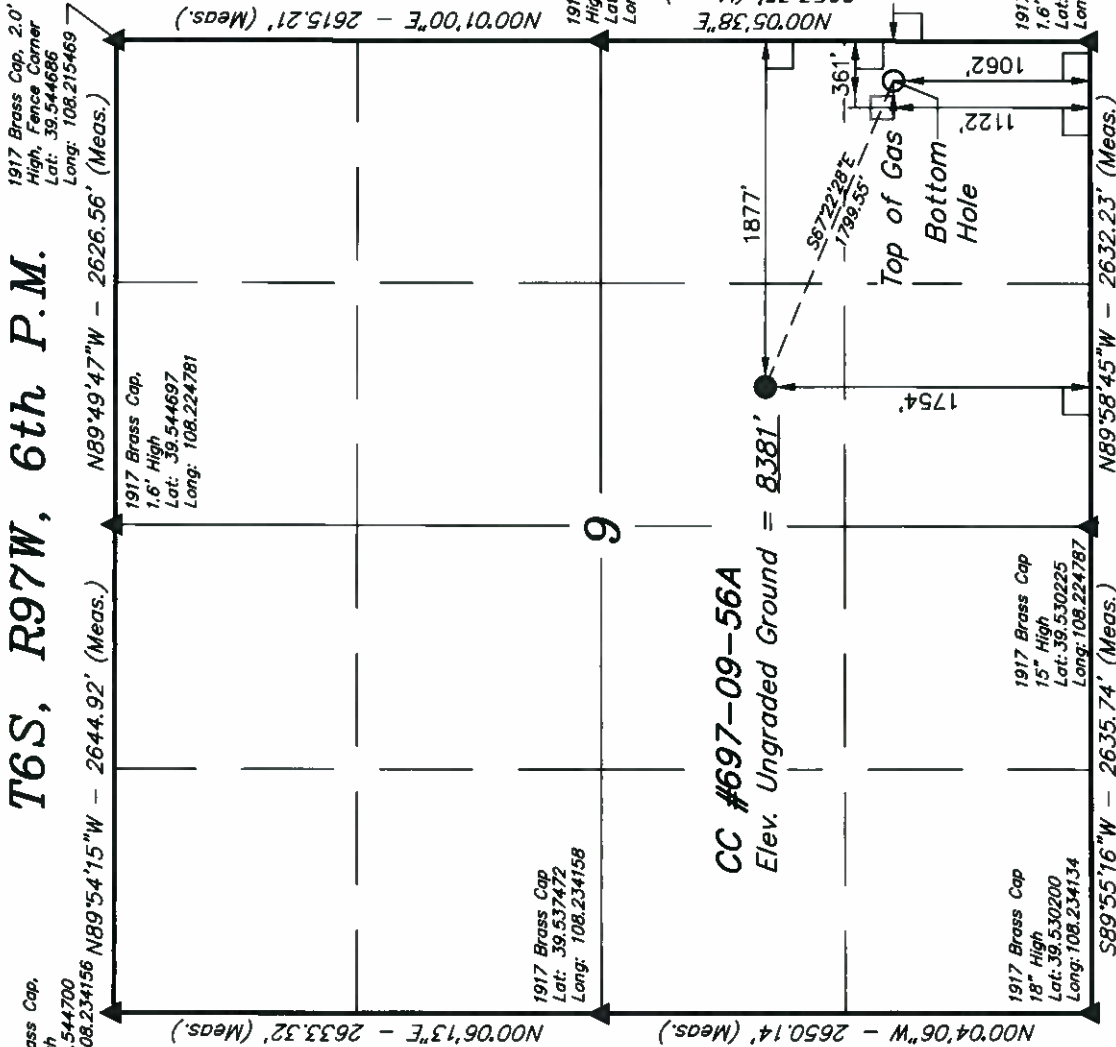 T6S, R97W, 6th P.M.
1917 Brass Cap, 2.0'
High, Fence Corner
Lat: 39.544686
Long: 108.215469
ass Cap,
.544700
08.234156
N89°54'15"W - 2644.92' (Meas.)
N89°49'47"W - 2626.56' (Meas.)
1917 Brass Cap,
1.6' High
Lat: 39.544697
Long: 108.224781
N00°06'13"E - 2633.32' (Meas.)
N00°01'00"E - 2615.21' (Meas.)
9
1917 Brass Cap
Lat: 39.537472
Long: 108.234158
N00°04'06"W - 2650.14' (Meas.)
N00°05'38"E
CC #697-09-56A
Elev. Ungraded Ground = 8381'
1877'
361'
S67°22'28"E
1799.55'
Top of Gas
Bottom
Hole
1754'
1122'
1062'
1917 Brass Cap
18" High
Lat: 39.530200
Long: 108.234134
1917 Brass Cap
15" High
Lat: 39.530225
Long: 108.224787
S89°55'16"W - 2635.74' (Meas.)
N89°58'45"W - 2632.23' (Meas.)